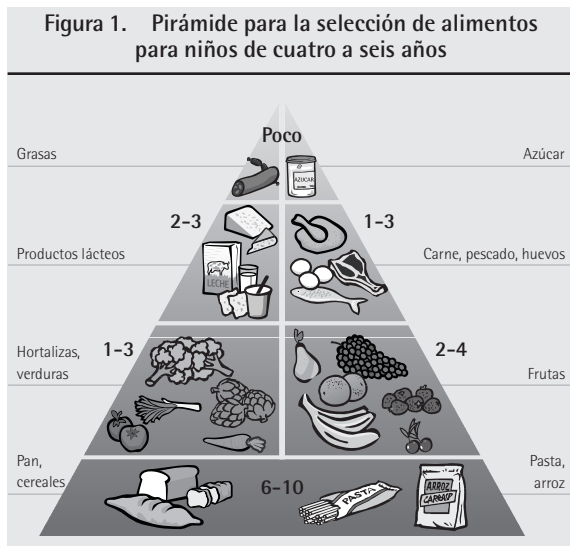 Figura 1. Pirámide para la selección de alimentos
para niños de cuatro a seis años
Poco
Grasas
Azúcar
AZUCAR
2-3
1-3
Productos lácteos
Carne, pescado, huevos
LECHE
Hortalizas,
verduras
1-3
2-4
Frutas
Pan,
cereales
6-10
Pasta,
arroz
PASTA
ARROZ